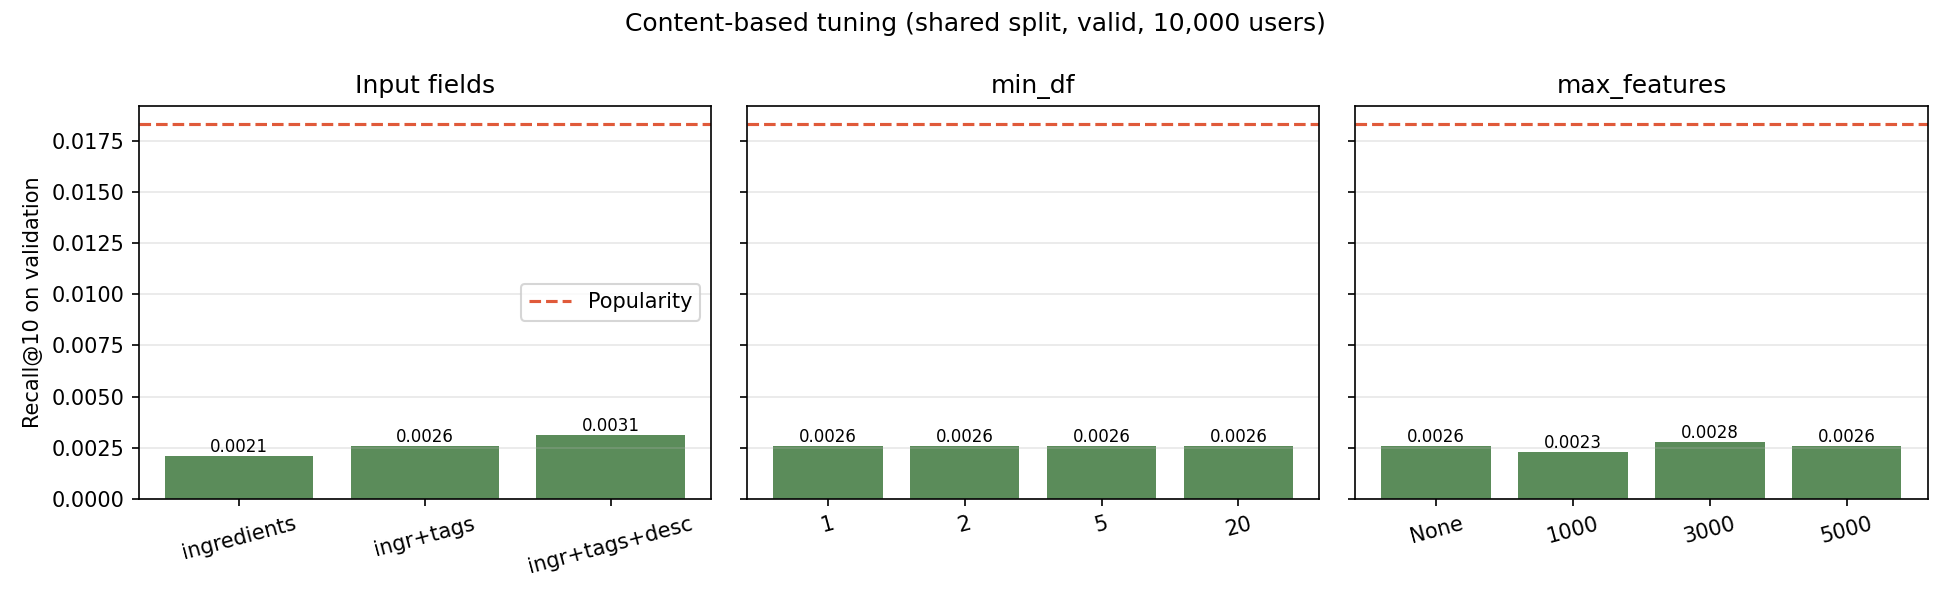 Content-based tuning (shared split, valid, 10,000 users)
Input fields
Recall@10 on validation
0.0175
0.0150
0.0125
0.0100
0.0075
0.0050
0.0025
0.0000
Popularity
0.0021
0.0026
0.0031
ingredients
ingr+tags
ingr+tags+desc
min_df
0.0026
0.0026
0.0026
0.0026
1
2
5
20
max_features
0.0026
0.0023
0.0028
0.0026
None
1000
3000
5000